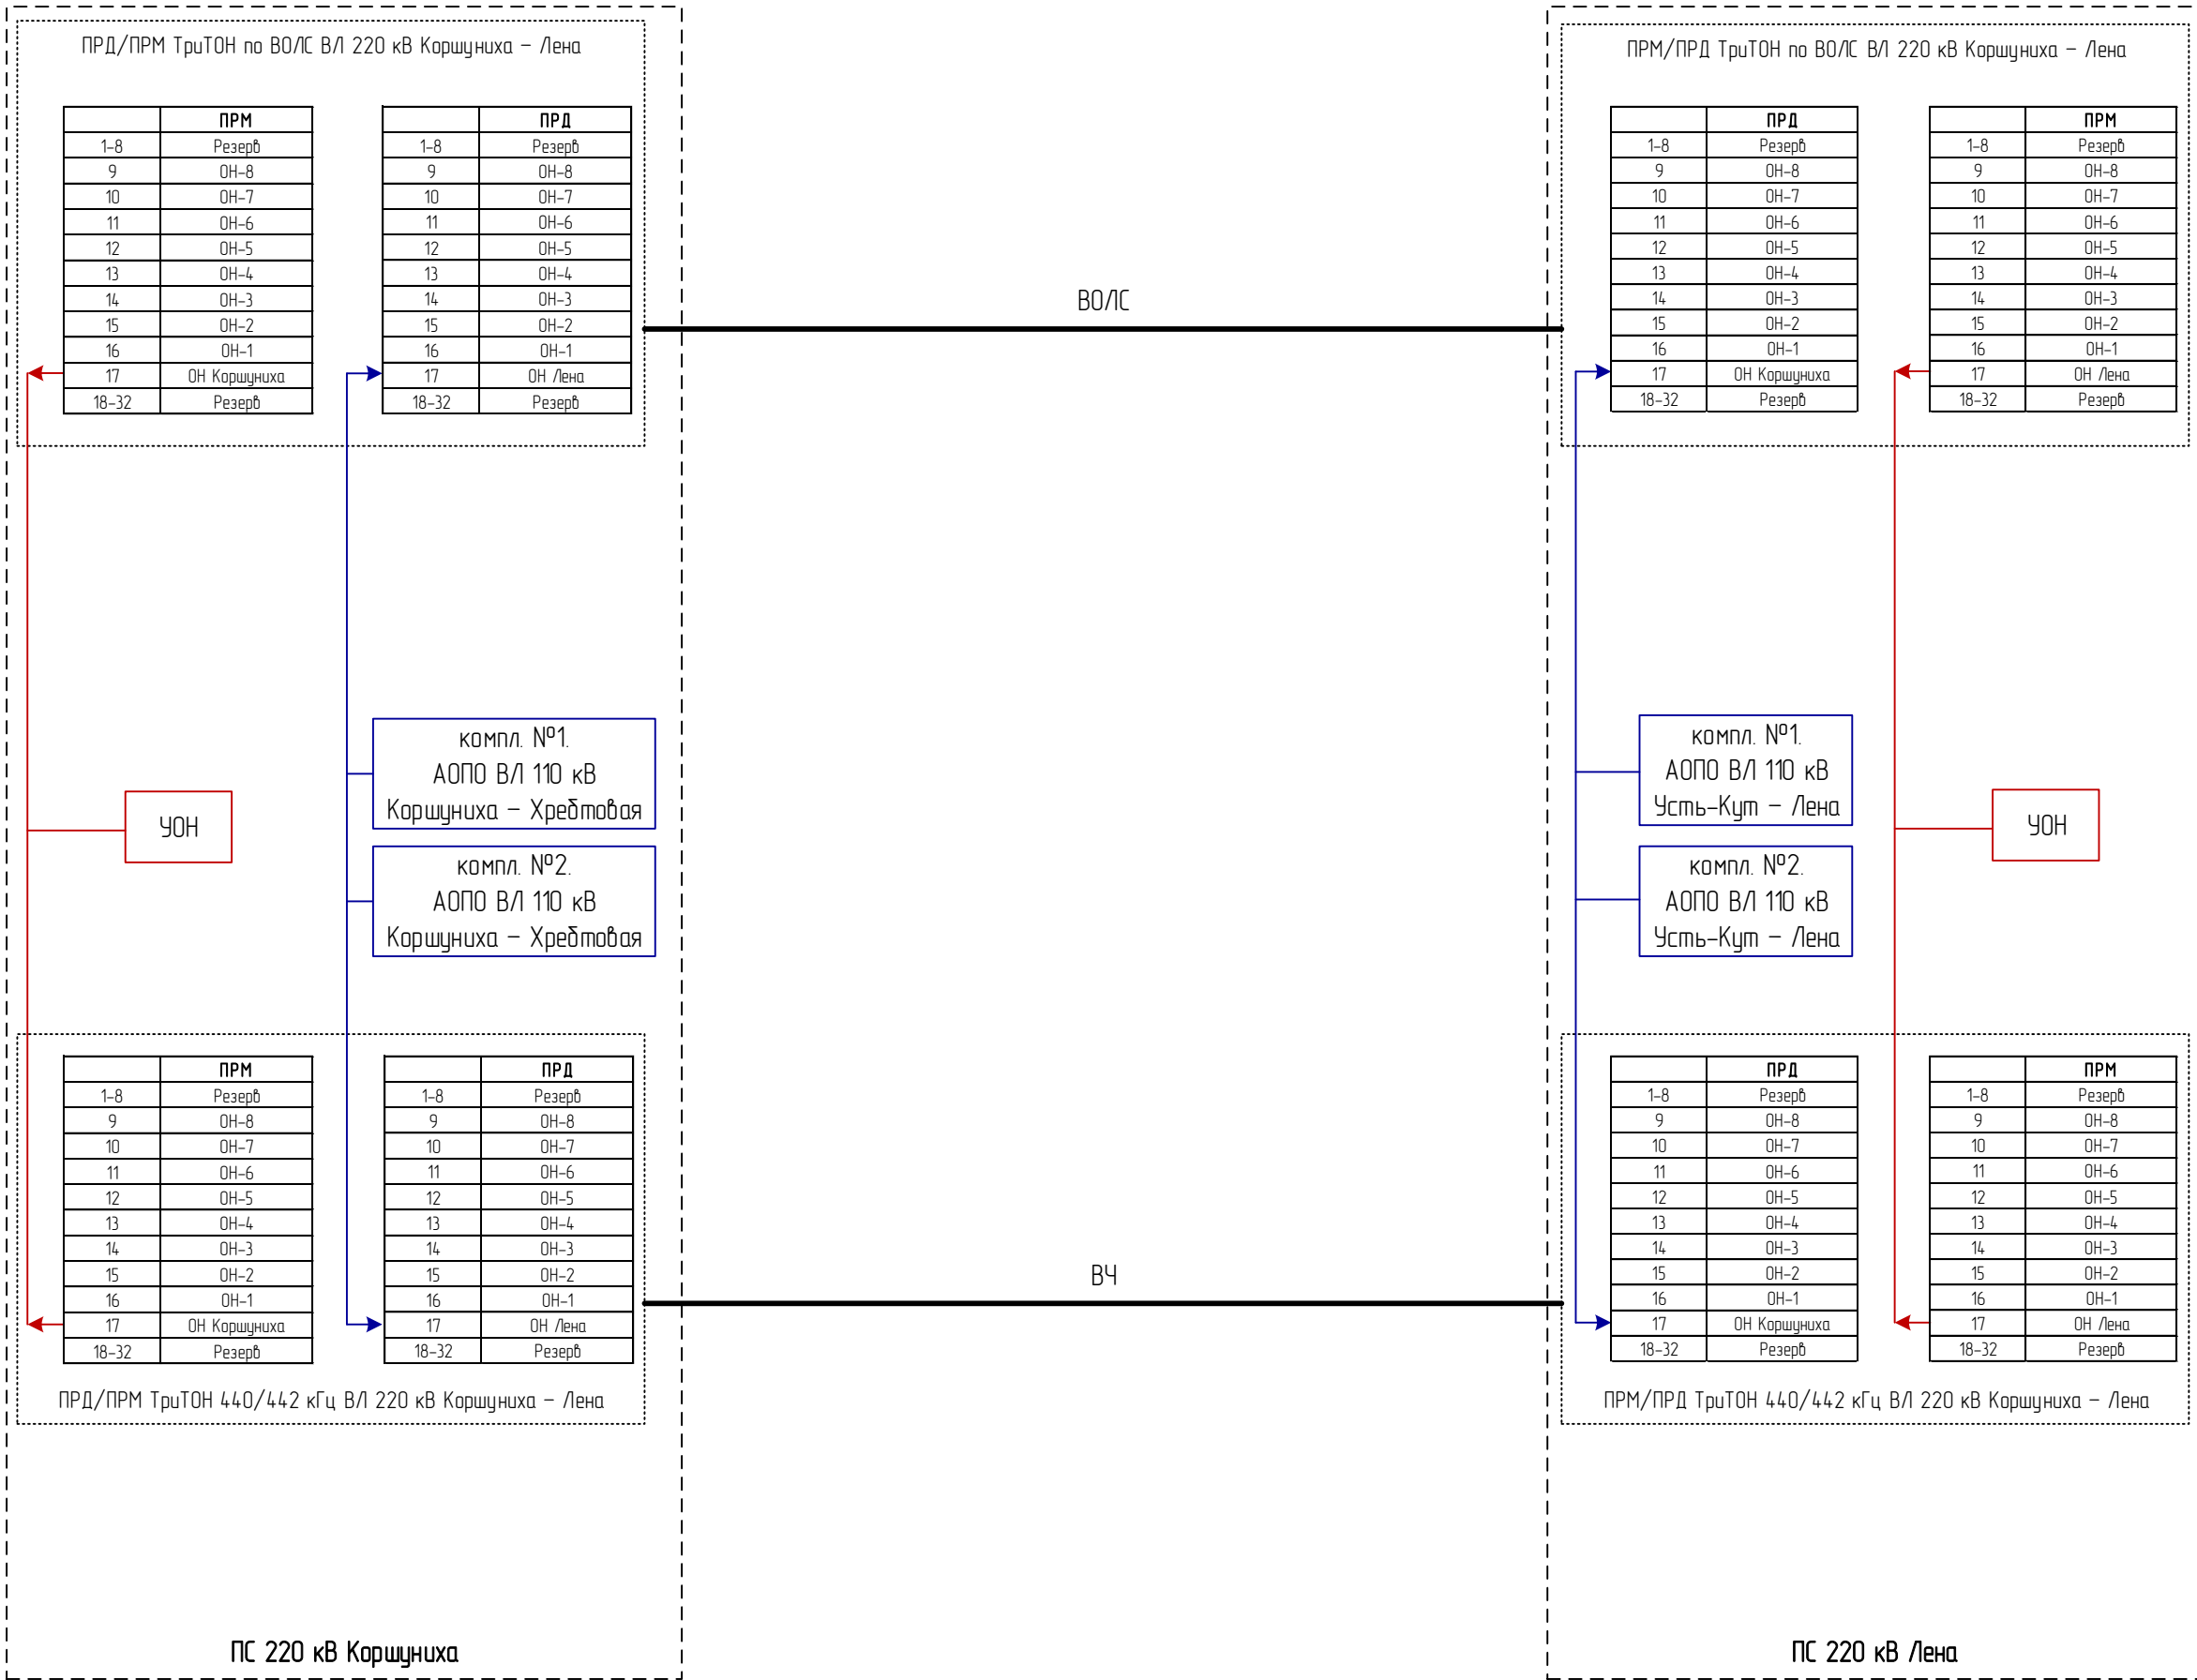 ПРД/ПРМ ТриТОН по ВОЛС ВЛ 220 кВ Коршуниха – Лена
ПРМ
1–8 Резерв
9 ОН–8
10 ОН–7
11 ОН–6
12 ОН–5
13 ОН–4
14 ОН–3
15 ОН–2
16 ОН–1
17 ОН Коршуниха
18–32 Резерв
ПРД
1–8 Резерв
9 ОН–8
10 ОН–7
11 ОН–6
12 ОН–5
13 ОН–4
14 ОН–3
15 ОН–2
16 ОН–1
17 ОН Лена
18–32 Резерв
ВОЛС
ПРМ/ПРД ТриТОН по ВОЛС ВЛ 220 кВ Коршуниха – Лена
ПРД
1–8 Резерв
9 ОН–8
10 ОН–7
11 ОН–6
12 ОН–5
13 ОН–4
14 ОН–3
15 ОН–2
16 ОН–1
17 ОН Коршуниха
18–32 Резерв
ПРМ
1–8 Резерв
9 ОН–8
10 ОН–7
11 ОН–6
12 ОН–5
13 ОН–4
14 ОН–3
15 ОН–2
16 ОН–1
17 ОН Лена
18–32 Резерв
УОН
компл. №1.
АОПО ВЛ 110 кВ
Коршуниха – Хребтовая
компл. №2.
АОПО ВЛ 110 кВ
Коршуниха – Хребтовая
компл. №1.
АОПО ВЛ 110 кВ
Усть-Кут – Лена
компл. №2.
АОПО ВЛ 110 кВ
Усть-Кут – Лена
УОН
ПРМ
1–8 Резерв
9 ОН–8
10 ОН–7
11 ОН–6
12 ОН–5
13 ОН–4
14 ОН–3
15 ОН–2
16 ОН–1
17 ОН Коршуниха
18–32 Резерв
ПРД
1–8 Резерв
9 ОН–8
10 ОН–7
11 ОН–6
12 ОН–5
13 ОН–4
14 ОН–3
15 ОН–2
16 ОН–1
17 ОН Лена
18–32 Резерв
ПРД/ПРМ ТриТОН 440/442 кГц ВЛ 220 кВ Коршуниха – Лена
ВЧ
ПРД
1–8 Резерв
9 ОН–8
10 ОН–7
11 ОН–6
12 ОН–5
13 ОН–4
14 ОН–3
15 ОН–2
16 ОН–1
17 ОН Коршуниха
18–32 Резерв
ПРМ
1–8 Резерв
9 ОН–8
10 ОН–7
11 ОН–6
12 ОН–5
13 ОН–4
14 ОН–3
15 ОН–2
16 ОН–1
17 ОН Лена
18–32 Резерв
ПРМ/ПРД ТриТОН 440/442 кГц ВЛ 220 кВ Коршуниха – Лена
ПС 220 кВ Коршуниха
ПС 220 кВ Лена